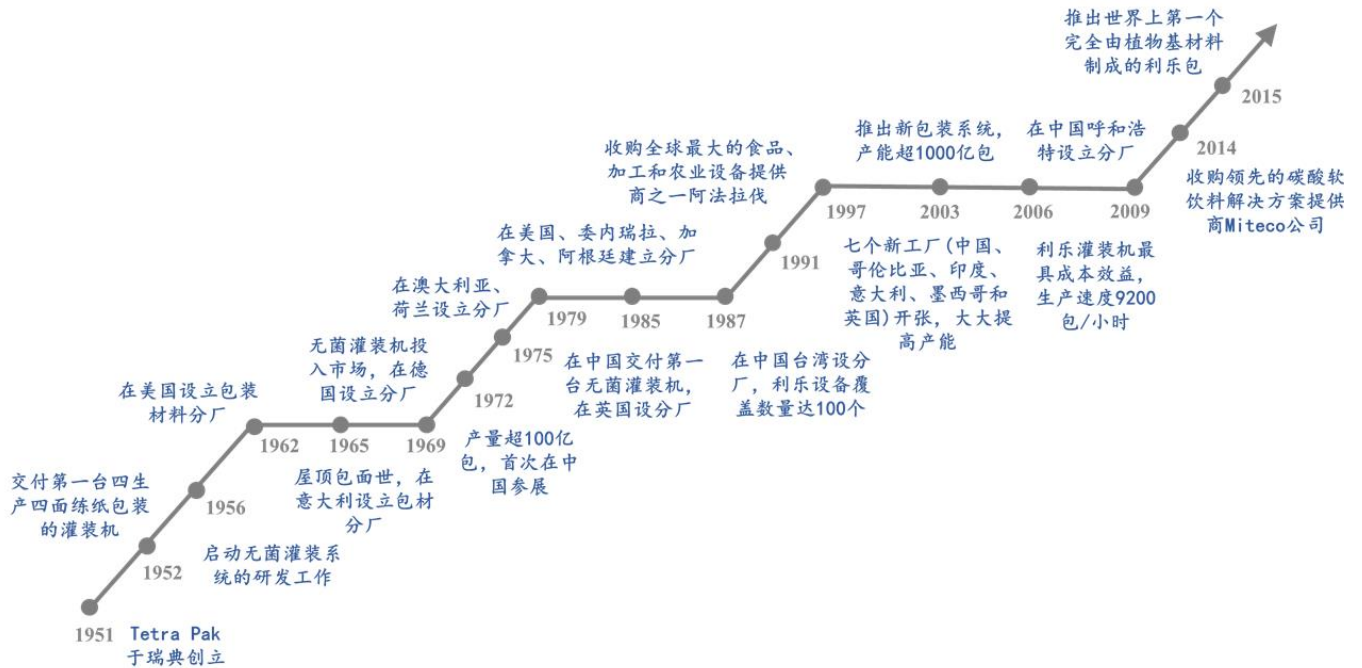 1951
Tetra Pak
于瑞典创立
交付第一台四生
产四面练纸包装
的灌装机
1952
启动无菌灌装系
统的研发工作
1956
在美国设立包装
材料分厂
1962
屋顶包面世，在
意大利设立包材
分厂
1965
无菌灌装机投
入市场，在德
国设立分厂
1969
产量超100亿
包，首次在中
国参展
1972
在澳大利亚、
荷兰设立分厂
1975
在美国、委内瑞拉、加
拿大、阿根廷建立分厂
1979
在中国交付第一
台无菌灌装机，
在英国设分厂
1985
在中国台湾设分
厂，利乐设备覆
盖数量达100个
1987
收购全球最大的食品、
加工和农业设备提供
商之一阿法拉伐
1991
七个新工厂(中国、
哥伦比亚、印度、
意大利、墨西哥和
英国)开张，大大提
高产能
1997
推出新包装系统，
产能超1000亿包
2003
在中国呼和浩
特设立分厂
2006
利乐灌装机最
具成本效益，
生产速度9200
包/小时
2009
收购领先的碳酸软
饮料解决方案提供
商Miteco公司
2014
推出世界上第一个
完全由植物基材料
制成的利乐包
2015